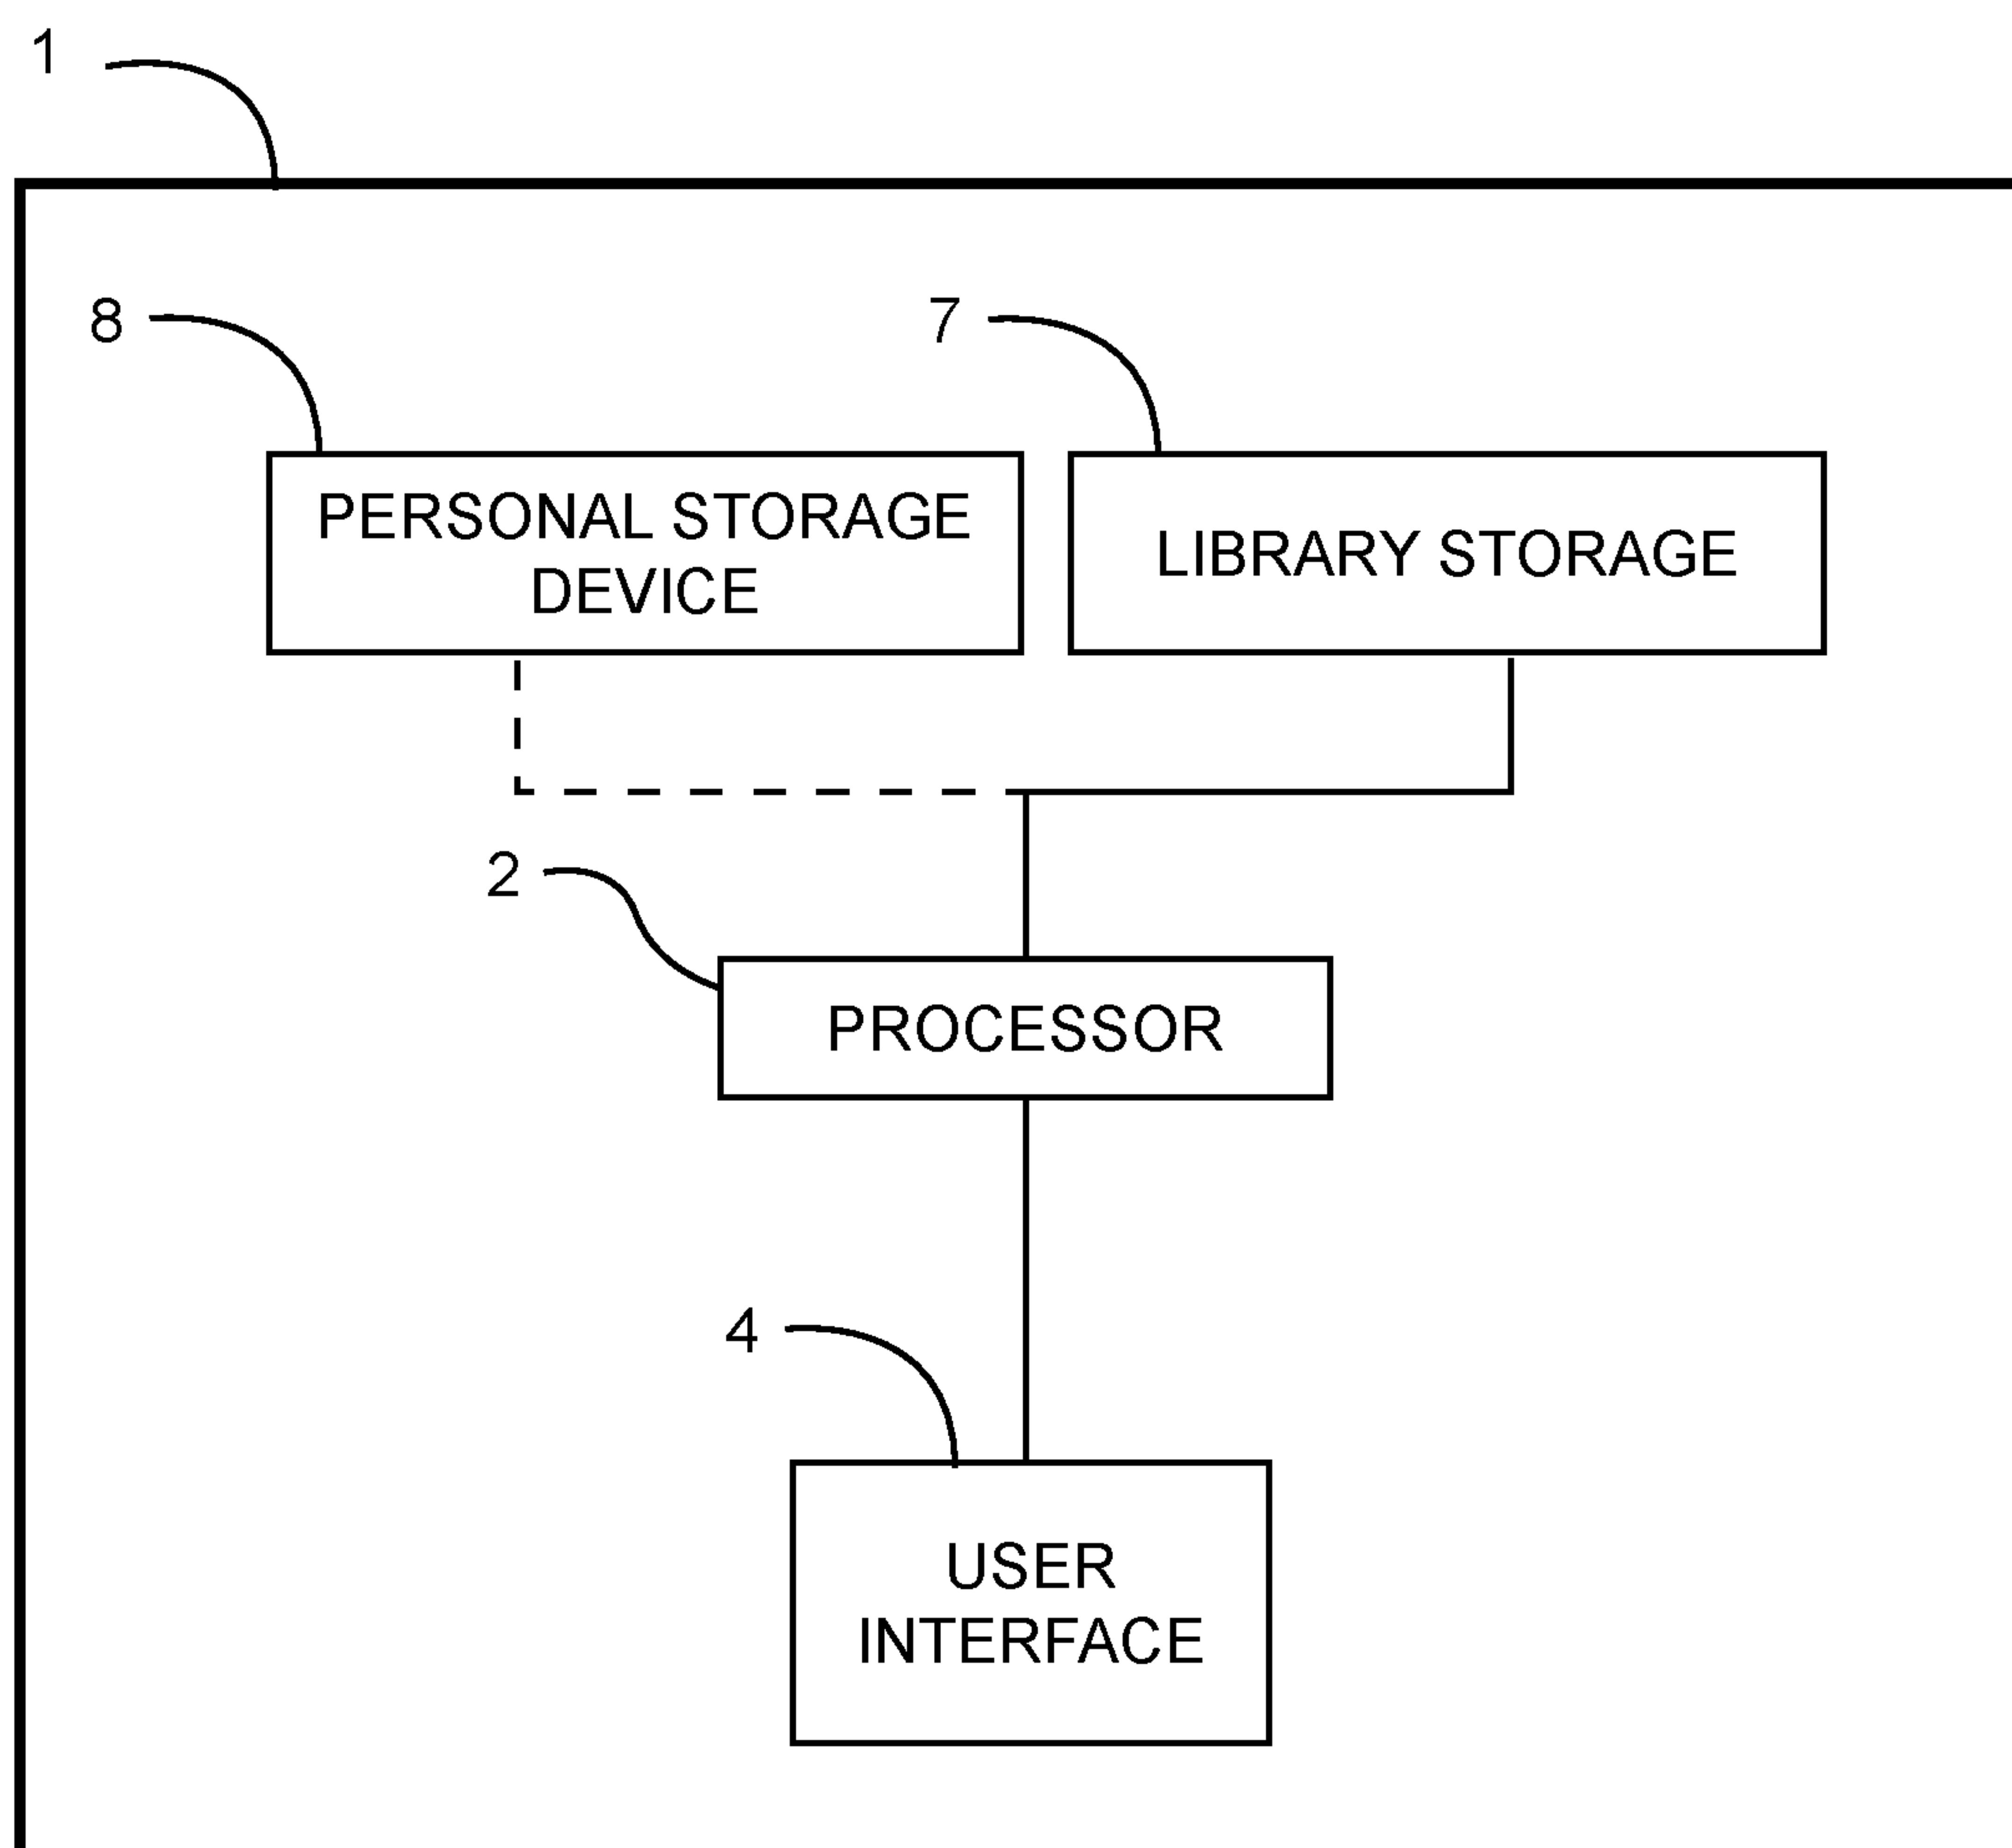 1
8
7
PERSONAL STORAGE
DEVICE
LIBRARY STORAGE
2
PROCESSOR
4
USER
INTERFACE